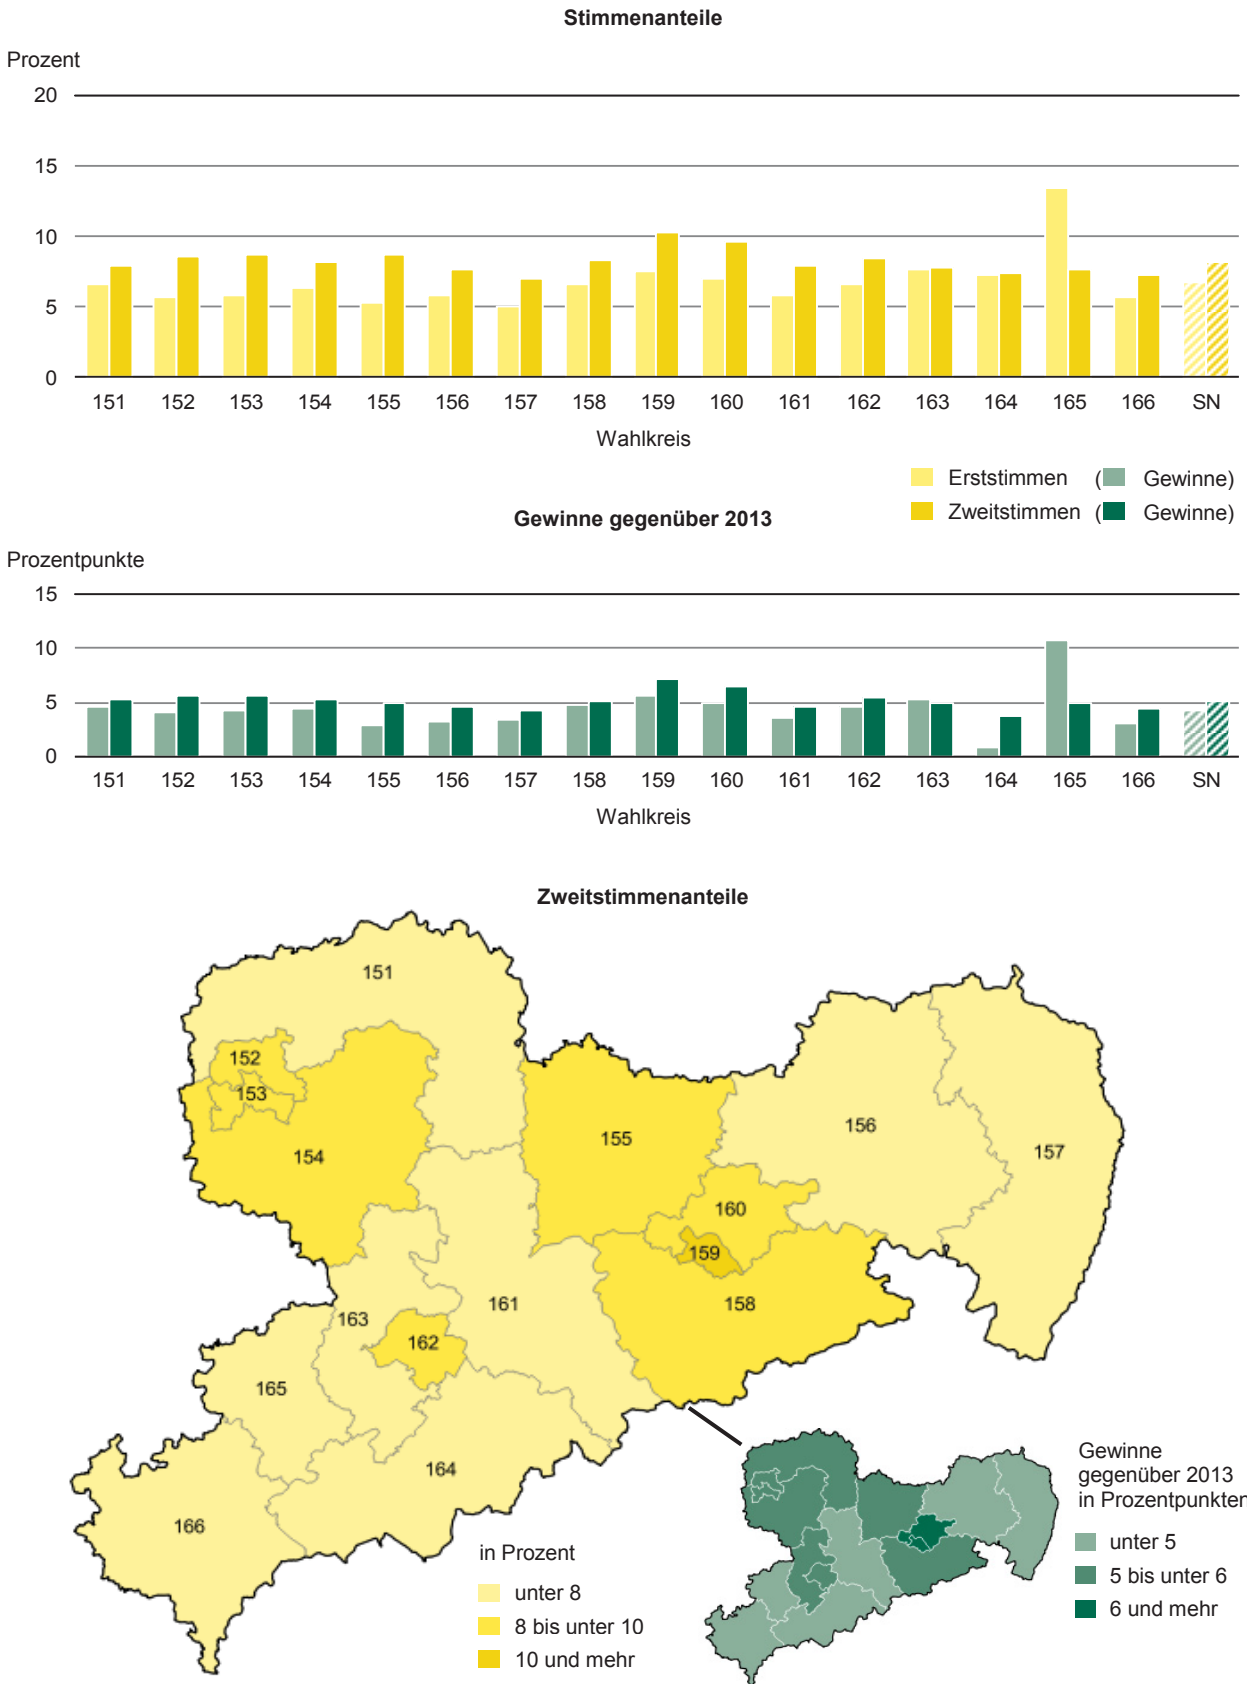 Stimmenanteile
Prozent
20
15
10
5
0
151 152 153 154 155 156 157 158 159 160 161 162 163 164 165 166 SN
Wahlkreis
Erststimmen ( Gewinne)
Zweitstimmen ( Gewinne)
Gewinne gegenüber 2013
Prozentpunkte
15
10
5
0
151 152 153 154 155 156 157 158 159 160 161 162 163 164 165 166 SN
Wahlkreis
Zweitstimmenanteile
151
152
153
154
155
156
157
160
159
158
161
163
162
165
164
166
in Prozent
unter 8
8 bis unter 10
10 und mehr
Gewinne
gegenüber 2013
in Prozentpunkten
unter 5
5 bis unter 6
6 und mehr